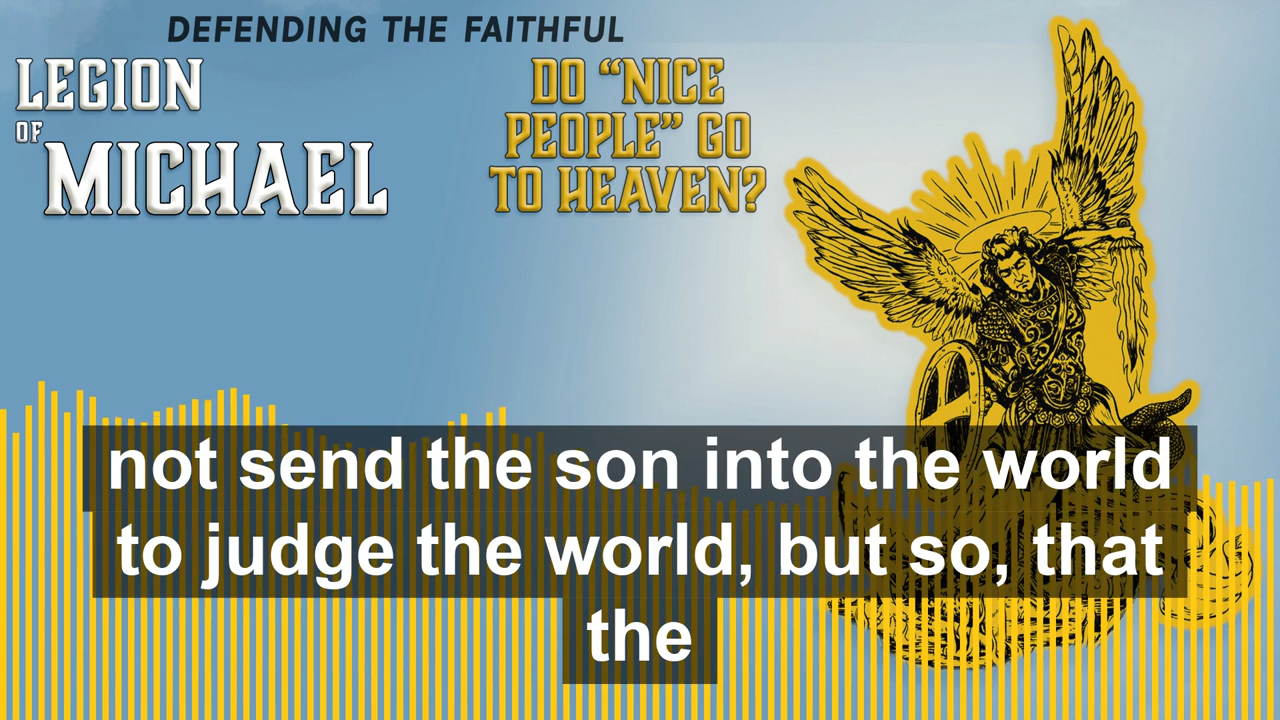 DEFENDING THE FAITHFUL
LEGION
OF
MICHAEL
DO “NICE
PEOPLE” GO
TO HEAVEN?
not send the son into the world
to judge the world, but so, that
the